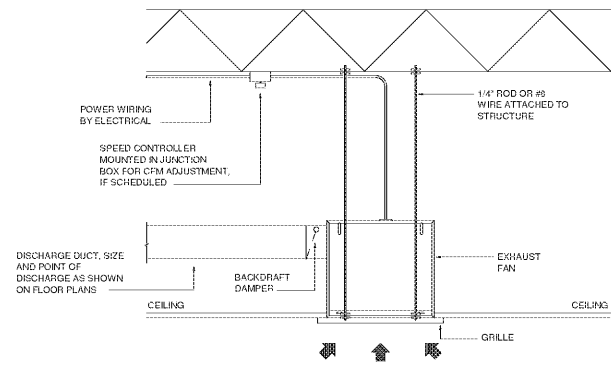 1/4" ROD OR #8
WIRE ATTACHED TO
STRUCTURE
POWER WIRING
BY ELECTRICAL
SPEED CONTROLLER
MOUNTED IN JUNCTION
BOX FOR CFM ADJUSTMENT,
IF SCHEDULED
DISCHARGE DUCT, SIZE
AND POINT OF
DISCHARGE AS SHOWN
ON FLOOR PLANS
BACKDRAFT
DAMPER
EXHAUST
FAN
CEILING
CEILING
GRILLE